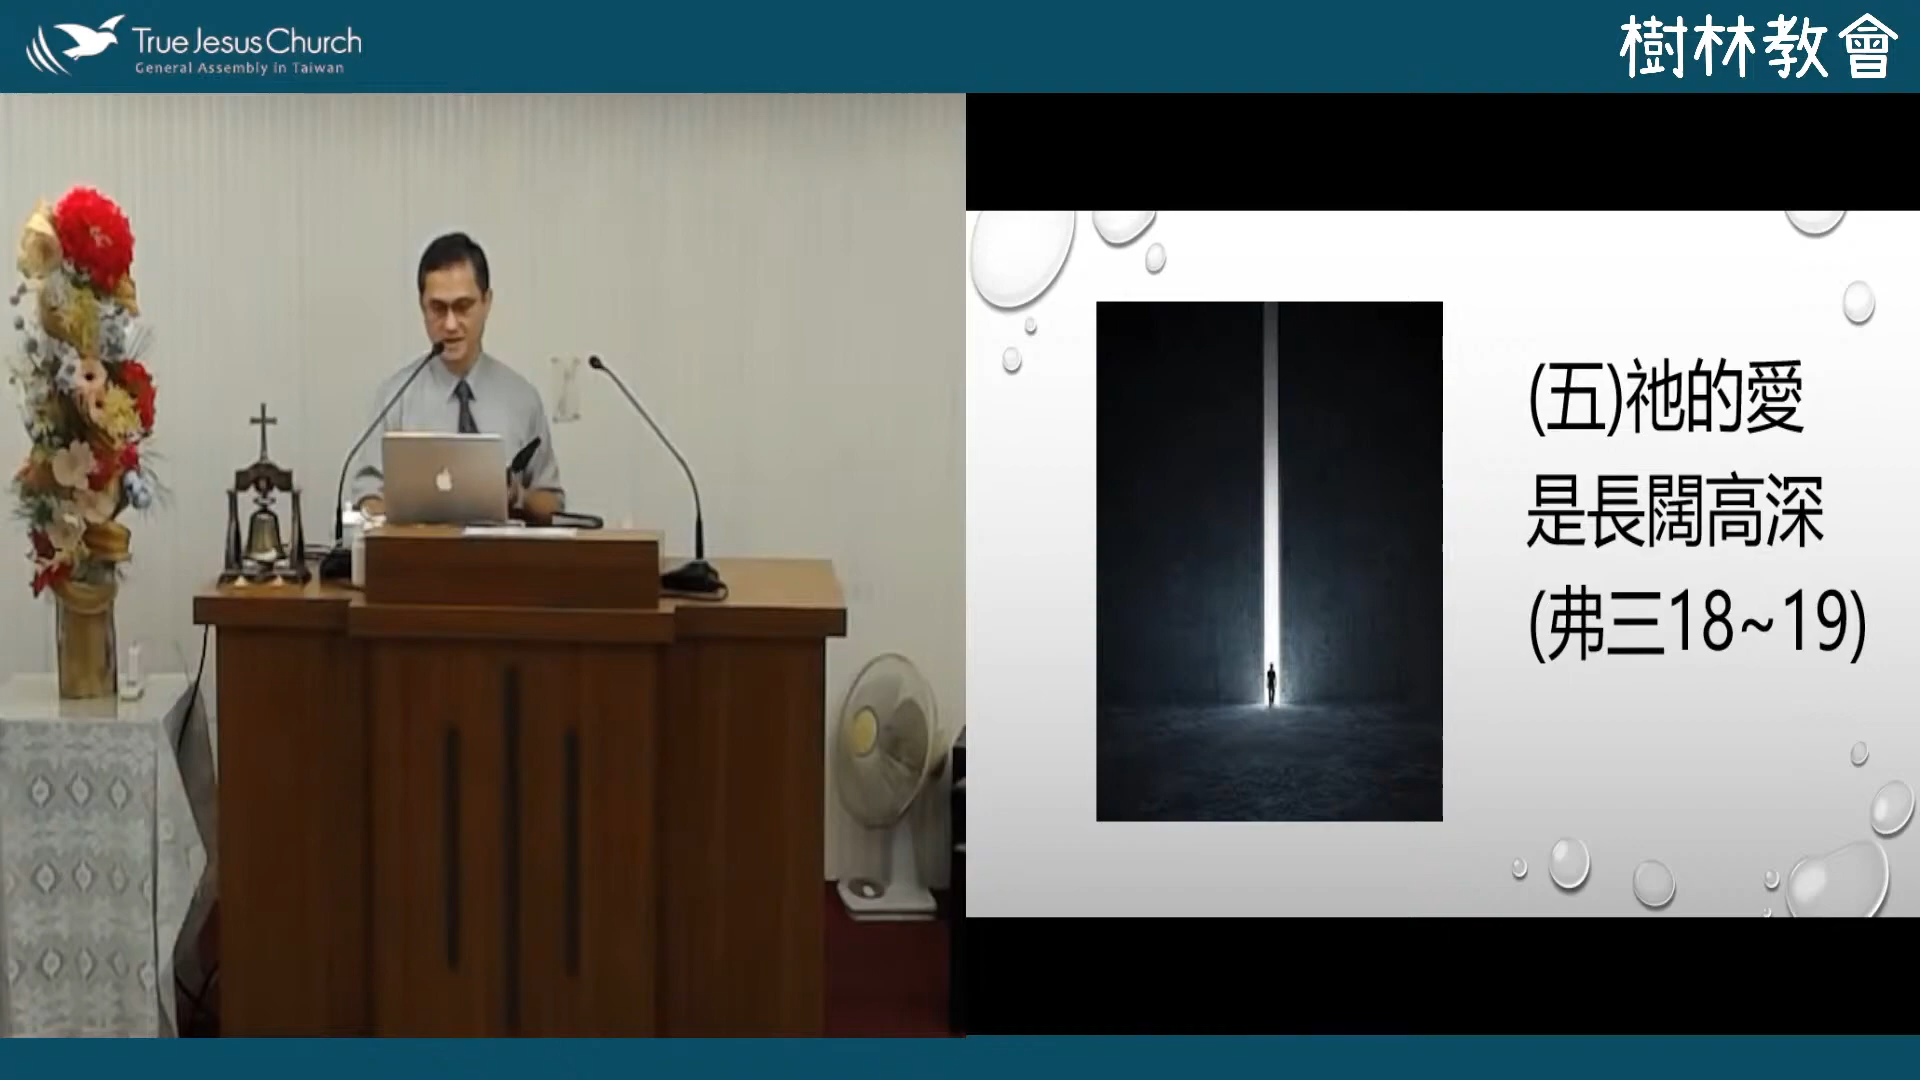 True Jesus Church
General Assembly in Taiwan
樹林教會
(五)祂的愛
是長闊高深
(弗三18~19)